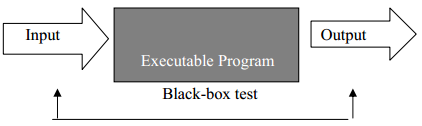 Input
Executable Program
Output
Black-box test